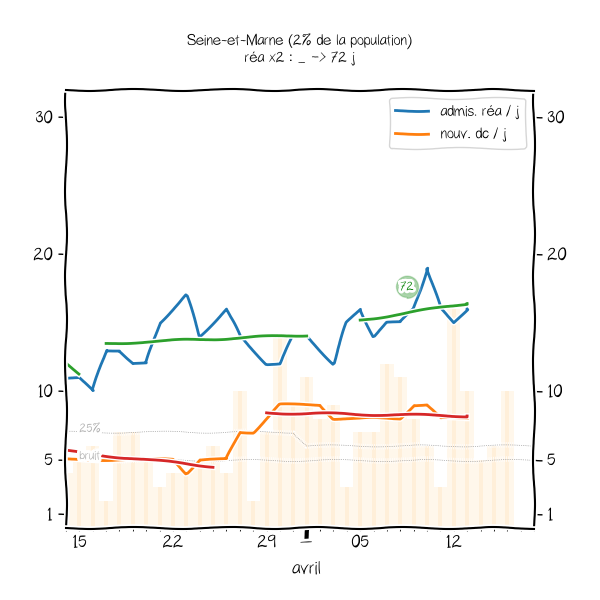 Seine-et-Marne (2% de la population)
réa x2 : _ -> 72 j
admis. réa / j
nouv. dc / j
30
30
20
20
72
10
10
25%
bruit
5
5
1
1
15
22
29
05
12
avril